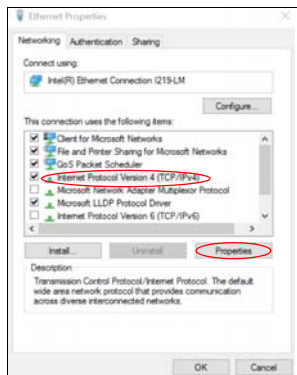 Ethernet Properties
Networking Authentication Sharing
Connect using:
Intel(R) Ethernet Connection I219-LM
Configure...
This connection uses the following items:
Client for Microsoft Networks
File and Printer Sharing for Microsoft Networks
QoS Packet Scheduler
Internet Protocol Version 4 (TCP/IPv4)
Microsoft Network Adapter Multiplexor Protocol
Microsoft LLDP Protocol Driver
Internet Protocol Version 6 (TCP/IPv6)
Install... Uninstall Properties
Description
Transmission Control Protocol/Internet Protocol. The default
wide area network protocol that provides communication
across diverse interconnected networks.
OK Cancel